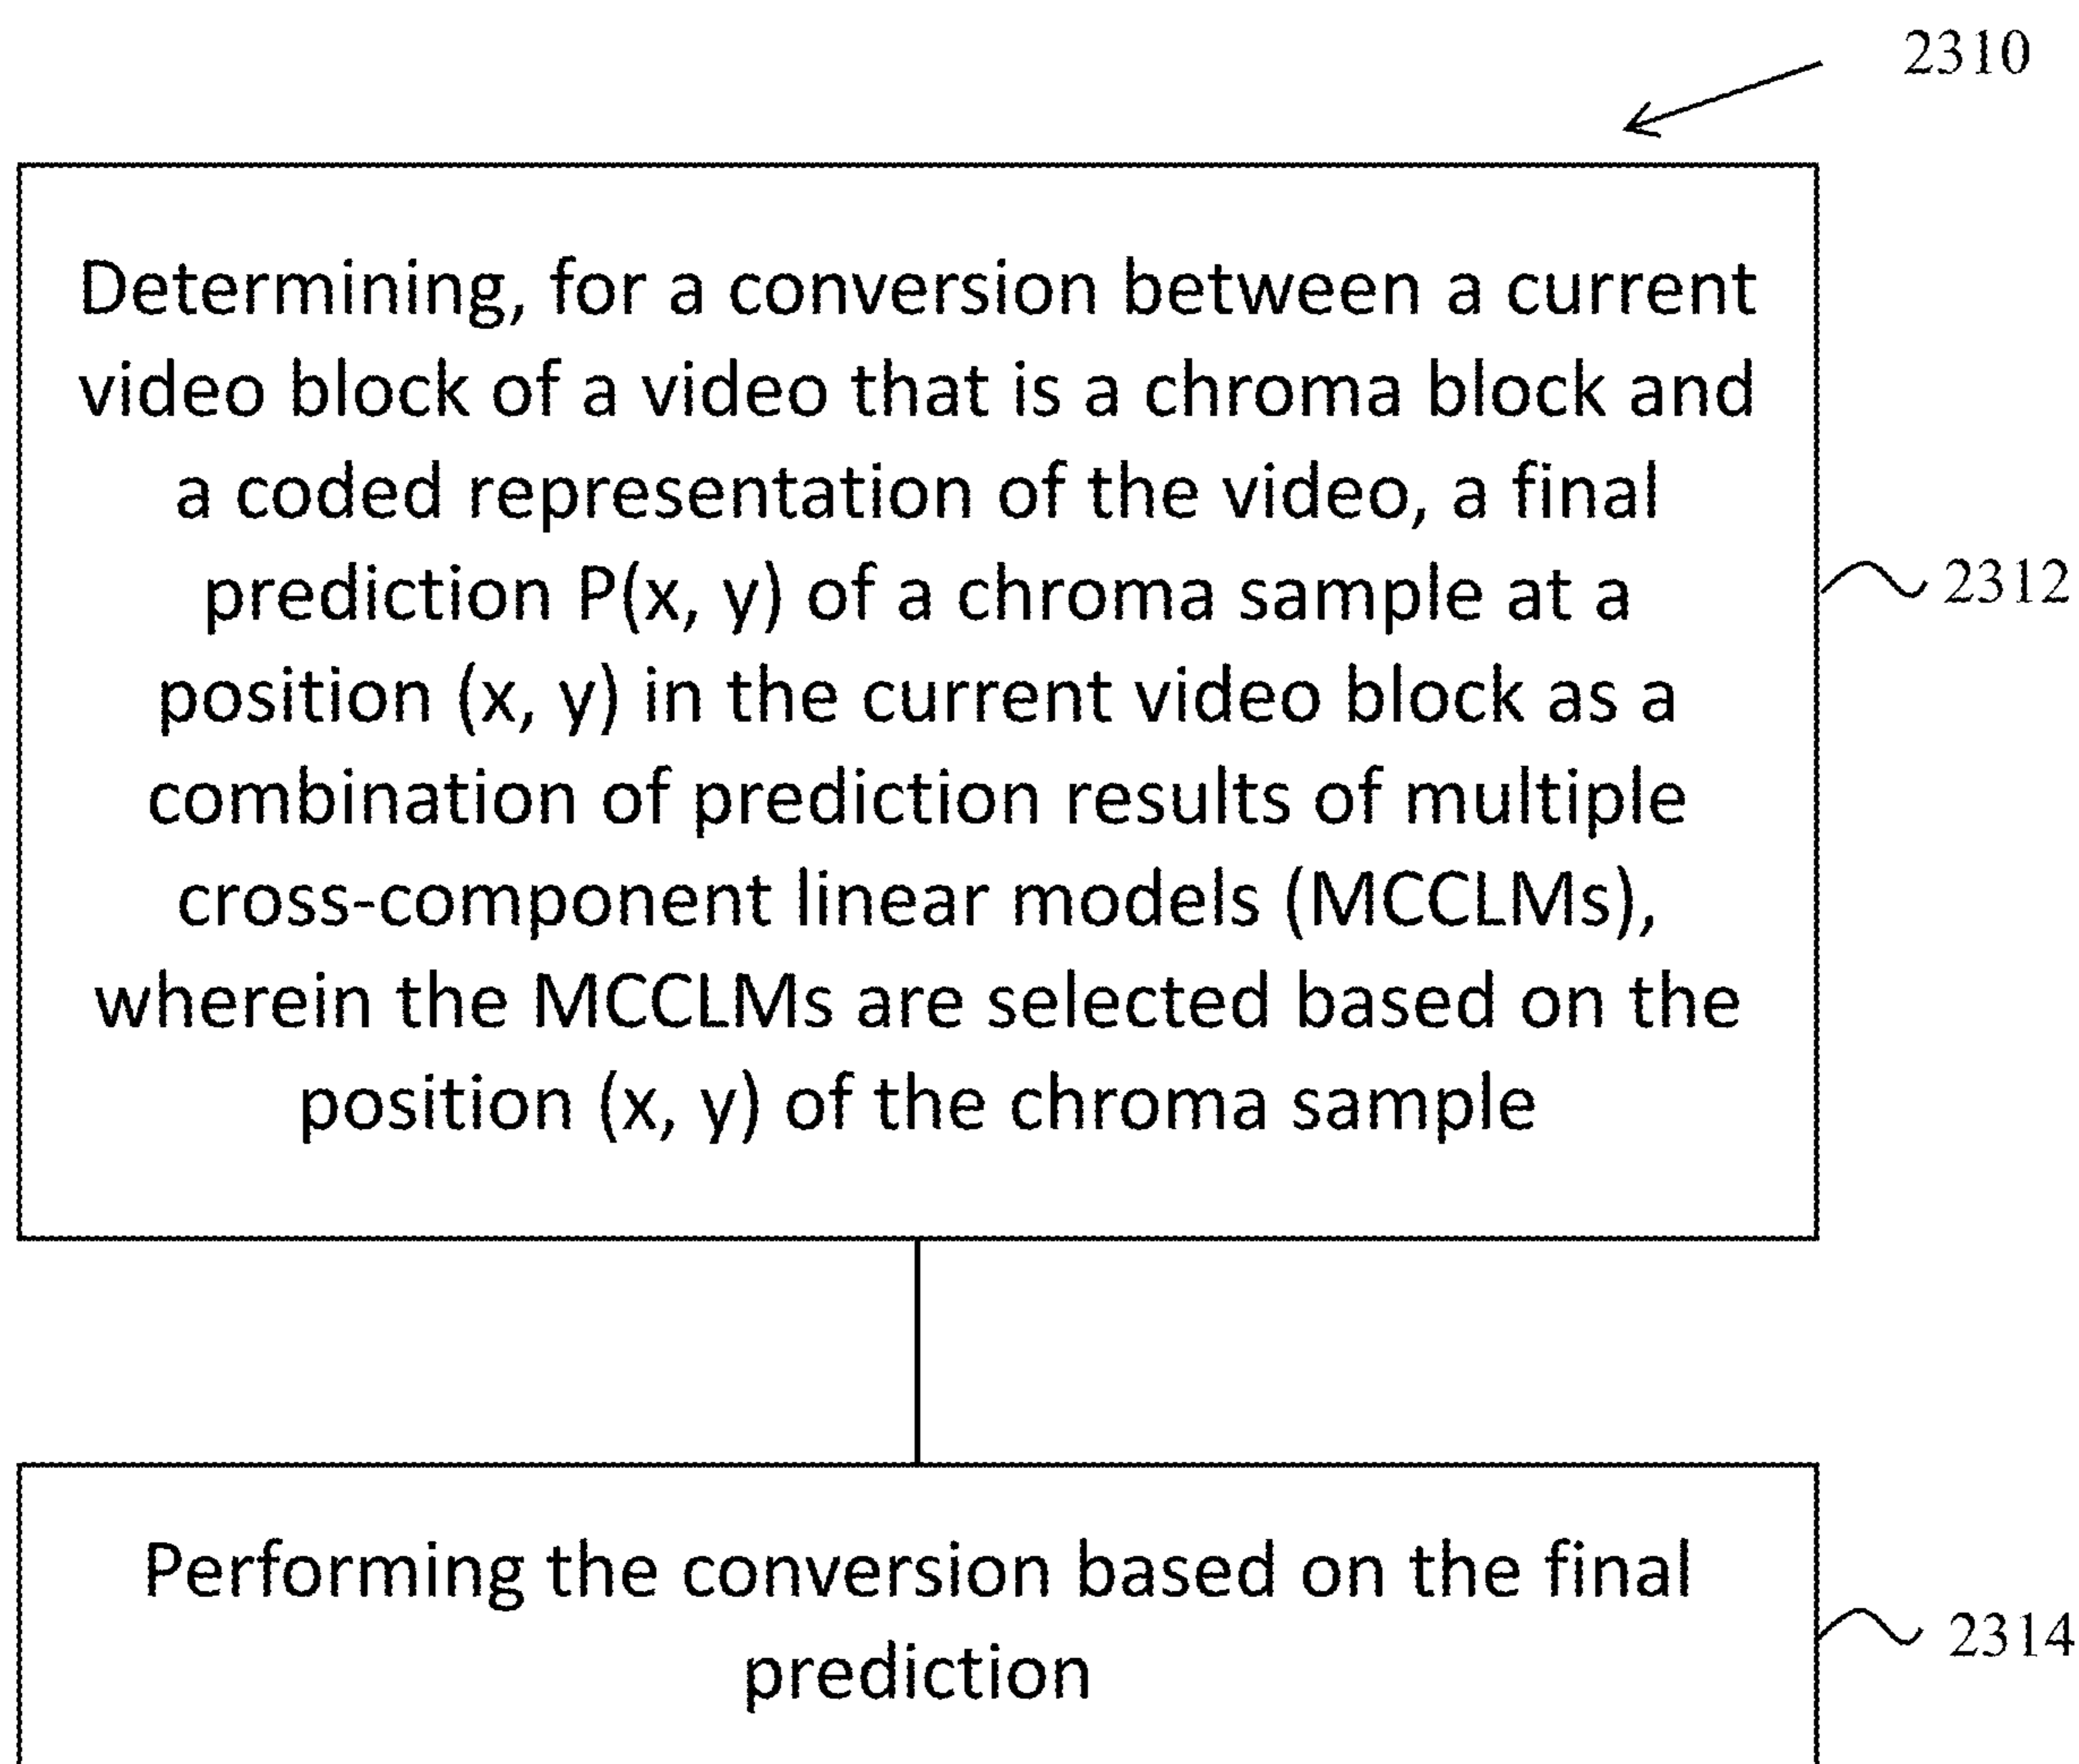 2310
Determining, for a conversion between a current
video block of a video that is a chroma block and
a coded representation of the video, a final
prediction P(x, y) of a chroma sample at a
2312
position (x, y) in the current video block as a
combination of prediction results of multiple
cross-component linear models (MCCLMs),
wherein the MCCLMs are selected based on the
position (x, y) of the chroma sample
Performing the conversion based on the final
2314
prediction